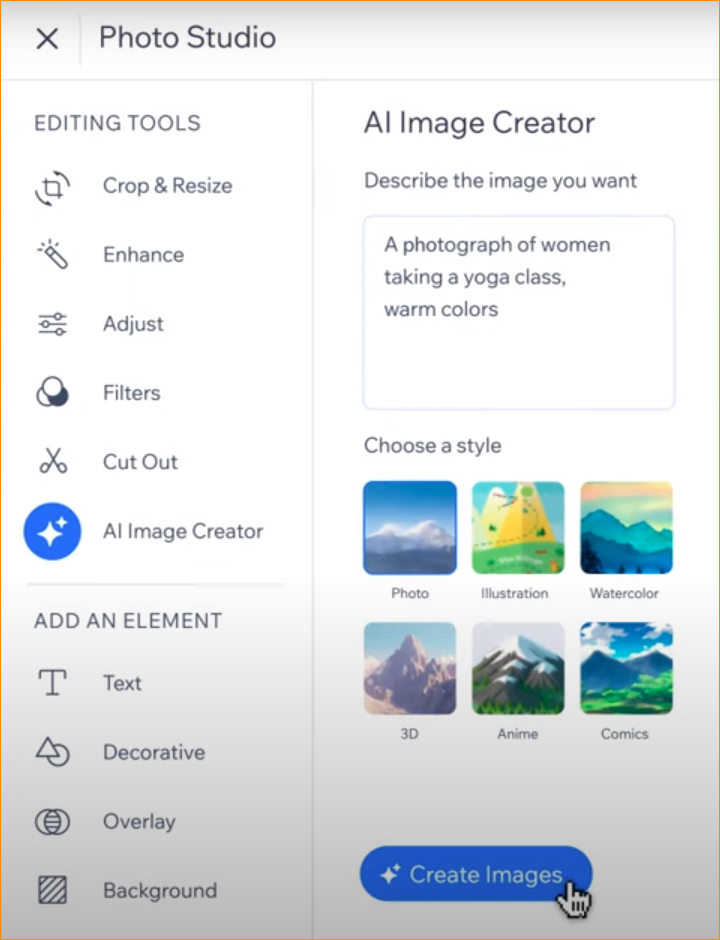 Photo Studio
EDITING TOOLS
Crop & Resize
Enhance
Adjust
Filters
Cut Out
AI Image Creator
ADD AN ELEMENT
Text
Decorative
Overlay
Background
AI Image Creator
Describe the image you want
A photograph of women
taking a yoga class,
warm colors
Choose a style
Photo
Illustration
Watercolor
3D
Anime
Comics
Create Images